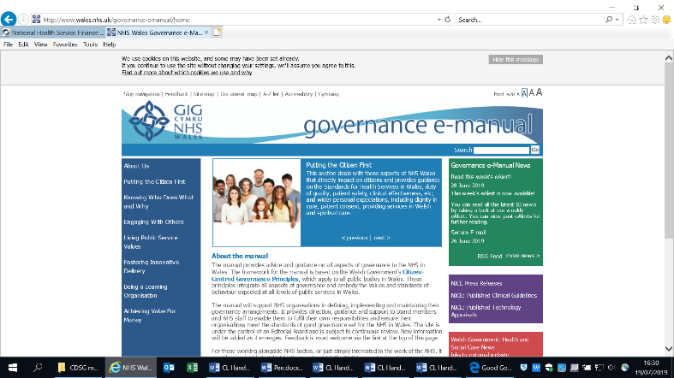 http://www.wales.nhs.uk/governance-emanual/home
Search...
National Health Service Finance ...
NHS Wales Governance e-Ma...
File Edit View Favorites Tools Help
We use cookies on this website, and some may have been set already.
If you continue to use the site without changing your settings, we'll assume you agree to this.
Find out more about which cookies we use and why
Hide this message
Skip navigation | Feedback | Site map | Document map | A-Z list | Accessibility | Cymraeg
Font size A A A A
GIG
CYMRU
NHS
WALES
governance e-manual
Search
Go
About Us
Putting the Citizen First
Knowing Who Does What
and Why
Engaging With Others
Living Public Service
Values
Fostering Innovative
Delivery
Being a Learning
Organisation
Achieving Value For
Money
Putting the Citizen First
This section deals with those aspects of NHS Wales
that directly impact on citizens and provides guidance
on the Standards for Health Services in Wales, duty
of quality, patient safety, clinical effectiveness, etc;
and wider personal expectations, including dignity in
care, patient consent, providing services in Welsh
and spiritual care.
< previous | next >
About the manual
The manual provides advice and guidance on all aspects of governance in the NHS in
Wales. The framework for the manual is based on the Welsh Government's Citizen-
Centred Governance Principles, which apply to all public bodies in Wales. These
principles integrate all aspects of governance and embody the values and standards of
behaviour expected at all levels of public services in Wales.
The manual will support NHS organisations in defining, implementing and maintaining their
governance arrangements. It provides direction, guidance and support to board members
and NHS staff to enable them to fulfil their own responsibilities and ensure their
organisations meet the standards of good governance set for the NHS in Wales. The site is
under the control of an Editorial Board and is subject to continuous review. New information
will be added as it emerges. Feedback is most welcome via the link at the top of this page.
For those working alongside NHS bodies, or just simply interested in the work of the NHS, it
Governance e-Manual News
Read this week's eAlert!
28 June 2019
This week's eAlert is now available!
You can read all the latest 83 news
by taking a look at our weekly
eAlert. You can view past eAlerts for
further reading.
Secure E-mail
26 June 2019
RSS Feed more news >
NICE Press Releases
NICE: Published Clinical Guidelines
NICE: Published Technology
Appraisals
Welsh Government: Health and
Social Care News
CDSG m...
NHS Wal...
CL Hand...
Pen.docx...
CL Hand...
CL Hand...
CL Hand...
CL Hand...
Good Go...
16:30
19/07/2019